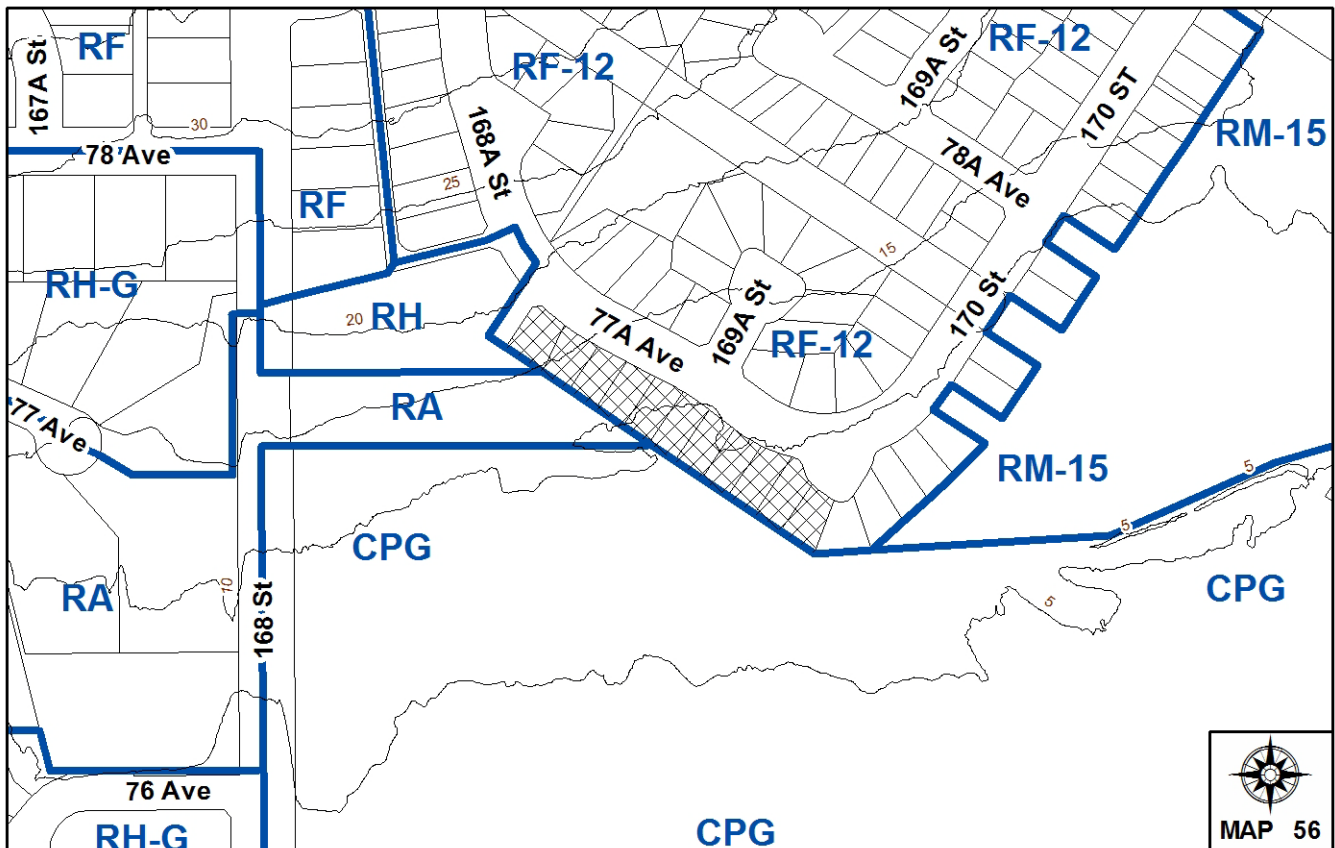 167A St
RF
RF-12
169A St
RF-12
170 ST
RM-15
30
78 Ave
168A St
78A Ave
25
RF
15
RH-G
20
RH
77A Ave
169A St
RF-12
170 St
RA
77 Ave
RM-15
5
5
CPG
RA
10
168 St
5
CPG
76 Ave
RH-G
CPG
MAP 56